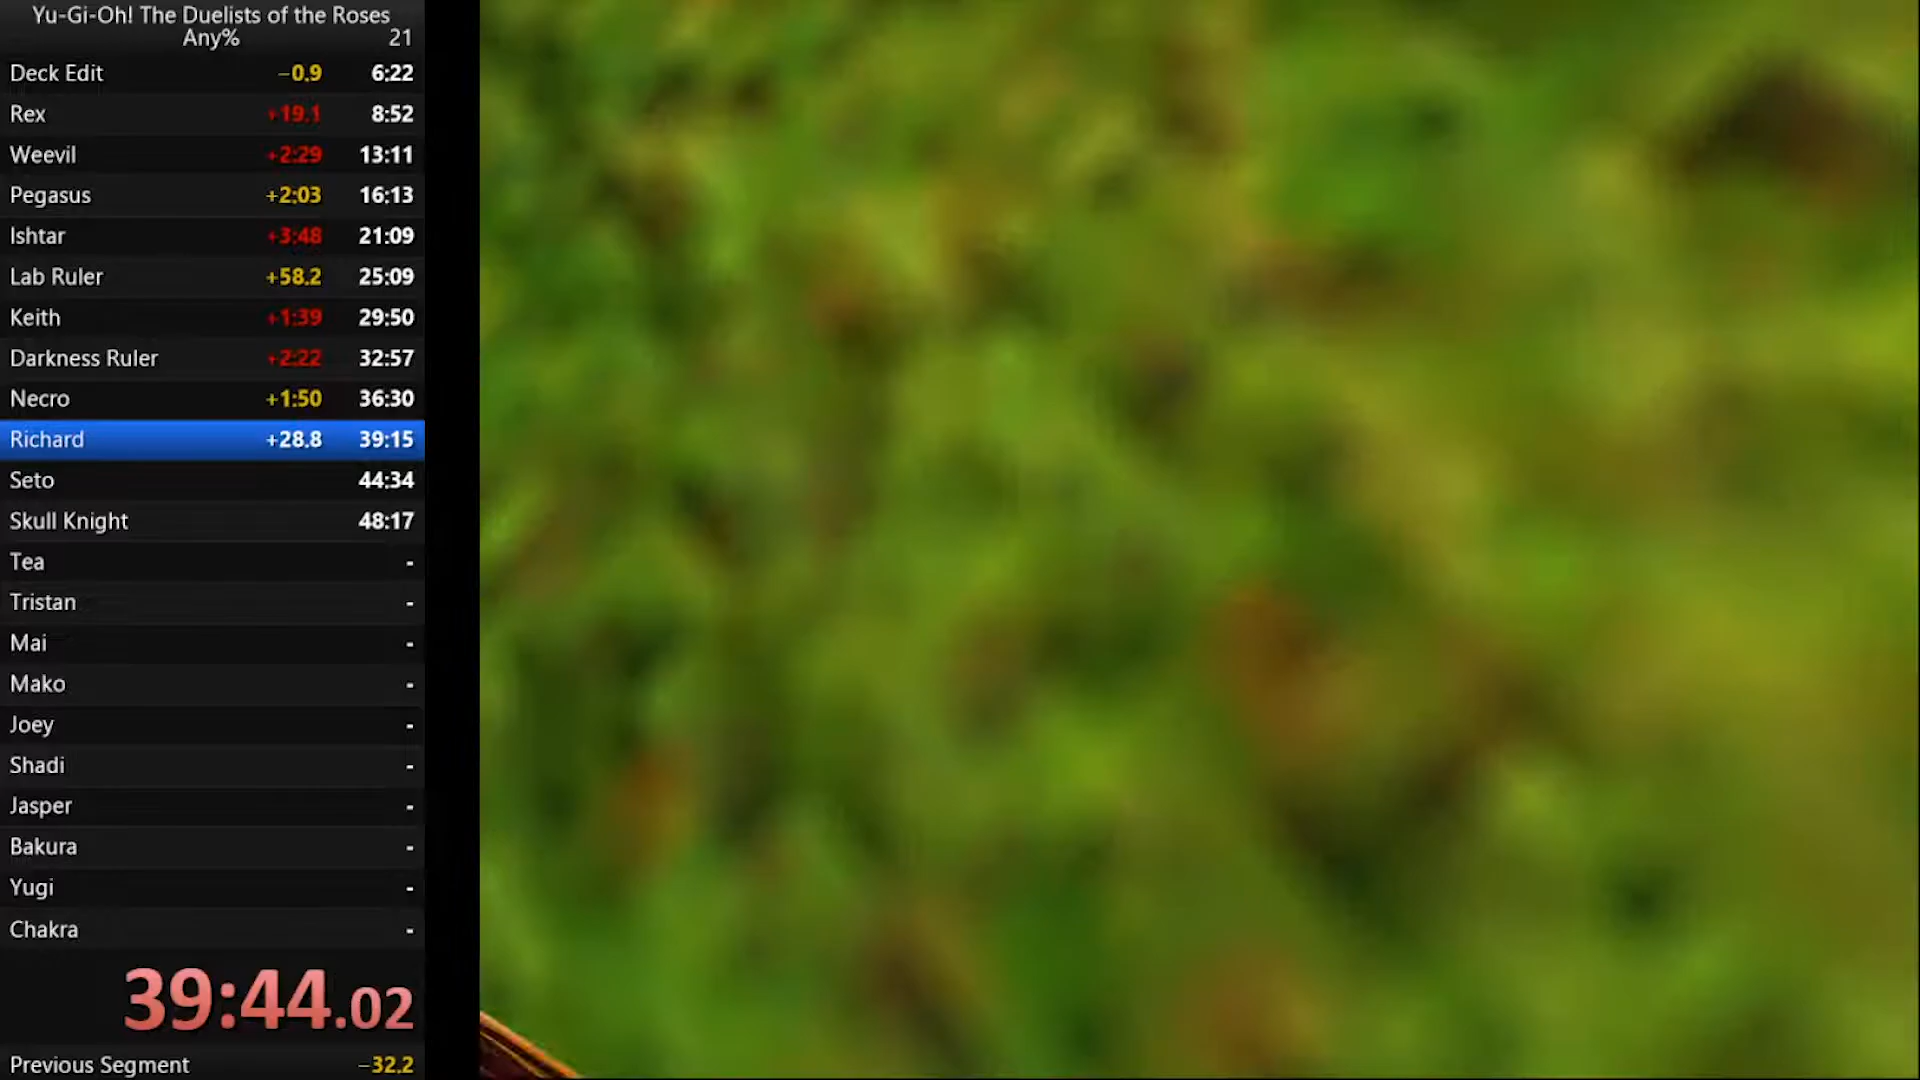 Yu-Gi-Oh! The Duelists of the Roses
Any% 21
Deck Edit −0.9 6:22
Rex +19.1 8:52
Weevil +2:29 13:11
Pegasus +2:03 16:13
Ishtar +3:48 21:09
Lab Ruler +58.2 25:09
Keith +1:39 29:50
Darkness Ruler +2:22 32:57
Necro +1:50 36:30
Richard +28.8 39:15
Seto 44:34
Skull Knight 48:17
Tea -
Tristan -
Mai -
Mako -
Joey -
Shadi -
Jasper -
Bakura -
Yugi -
Chakra -
39:44.02
Previous Segment −32.2